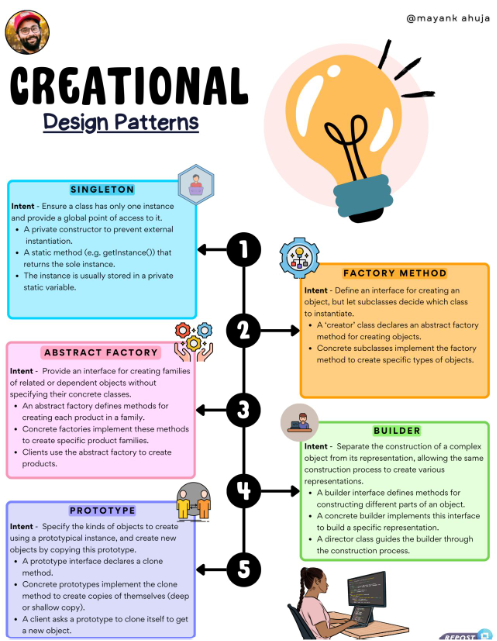 @mayank ahuja
CREATIONAL
Design Patterns
SINGLETON
Intent - Ensure a class has only one instance
and provide a global point of access to it.
• A private constructor to prevent external
instantiation.
• A static method (e.g. getInstance()) that
returns the sole instance.
• The instance is usually stored in a private
static variable.
1
FACTORY METHOD
Intent - Define an interface for creating an
object, but let subclasses decide which class
to instantiate.
• A 'creator' class declares an abstract factory
method for creating objects.
• Concrete subclasses implement the factory
method to create specific types of objects.
2
ABSTRACT FACTORY
Intent - Provide an interface for creating families
of related or dependent objects without
specifying their concrete classes.
• An abstract factory defines methods for
creating each product in a family.
• Concrete factories implement these methods
to create specific product families.
• Clients use the abstract factory to create
products.
3
BUILDER
Intent - Separate the construction of a complex
object from its representation, allowing the same
construction process to create various
representations.
• A builder interface defines methods for
constructing different parts of an object.
• A concrete builder implements this interface
to build a specific representation.
• A director class guides the builder through
the construction process.
4
PROTOTYPE
Intent - Specify the kinds of objects to create
using a prototypical instance, and create new
objects by copying this prototype.
• A prototype interface declares a clone
method.
• Concrete prototypes implement the clone
method to create copies of themselves (deep
or shallow copy).
• A client asks a prototype to clone itself to get
a new object.
5
REPOST